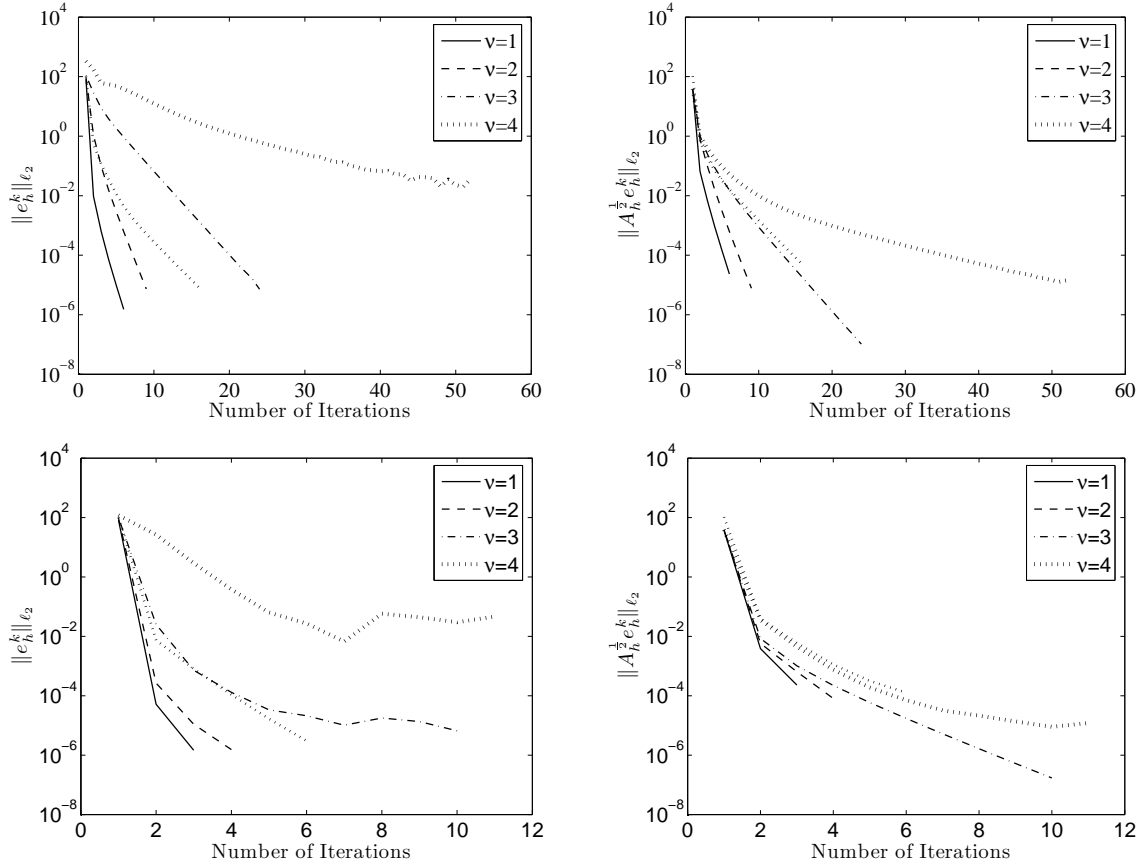 10^4
10^2
10^0
10^{-2}
10^{-4}
10^{-6}
10^{-8}
0 10 20 30 40 50 60
Number of Iterations
||e_h^k||_{ℓ_2}
ν=1
ν=2
ν=3
ν=4
10^4
10^2
10^0
10^{-2}
10^{-4}
10^{-6}
10^{-8}
0 10 20 30 40 50 60
Number of Iterations
||A_h^{1/2} e_h^k||_{ℓ_2}
ν=1
ν=2
ν=3
ν=4
10^4
10^2
10^0
10^{-2}
10^{-4}
10^{-6}
10^{-8}
0 2 4 6 8 10 12
Number of Iterations
||e_h^k||_{ℓ_2}
ν=1
ν=2
ν=3
ν=4
10^4
10^2
10^0
10^{-2}
10^{-4}
10^{-6}
10^{-8}
0 2 4 6 8 10 12
Number of Iterations
||A_h^{1/2} e_h^k||_{ℓ_2}
ν=1
ν=2
ν=3
ν=4